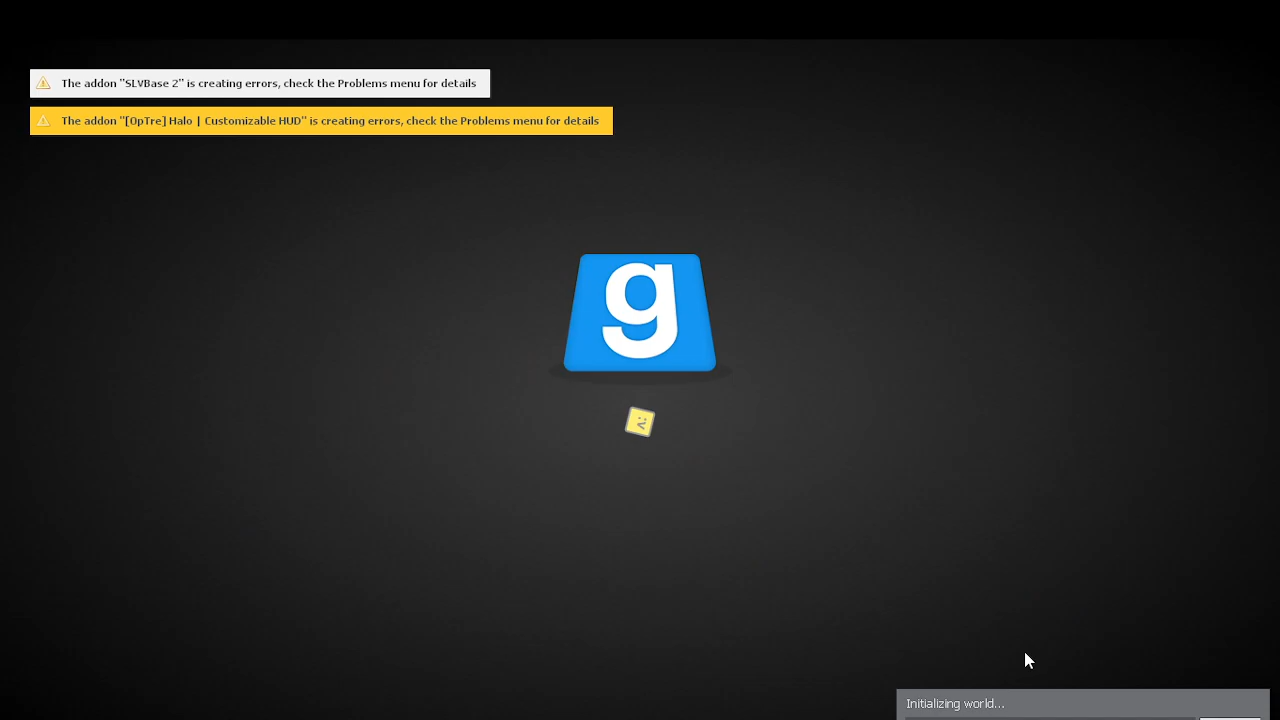 The addon "SLVBase 2" is creating errors, check the Problems menu for details
The addon "[OpTre] Halo | Customizable HUD" is creating errors, check the Problems menu for details
g
Initializing world...